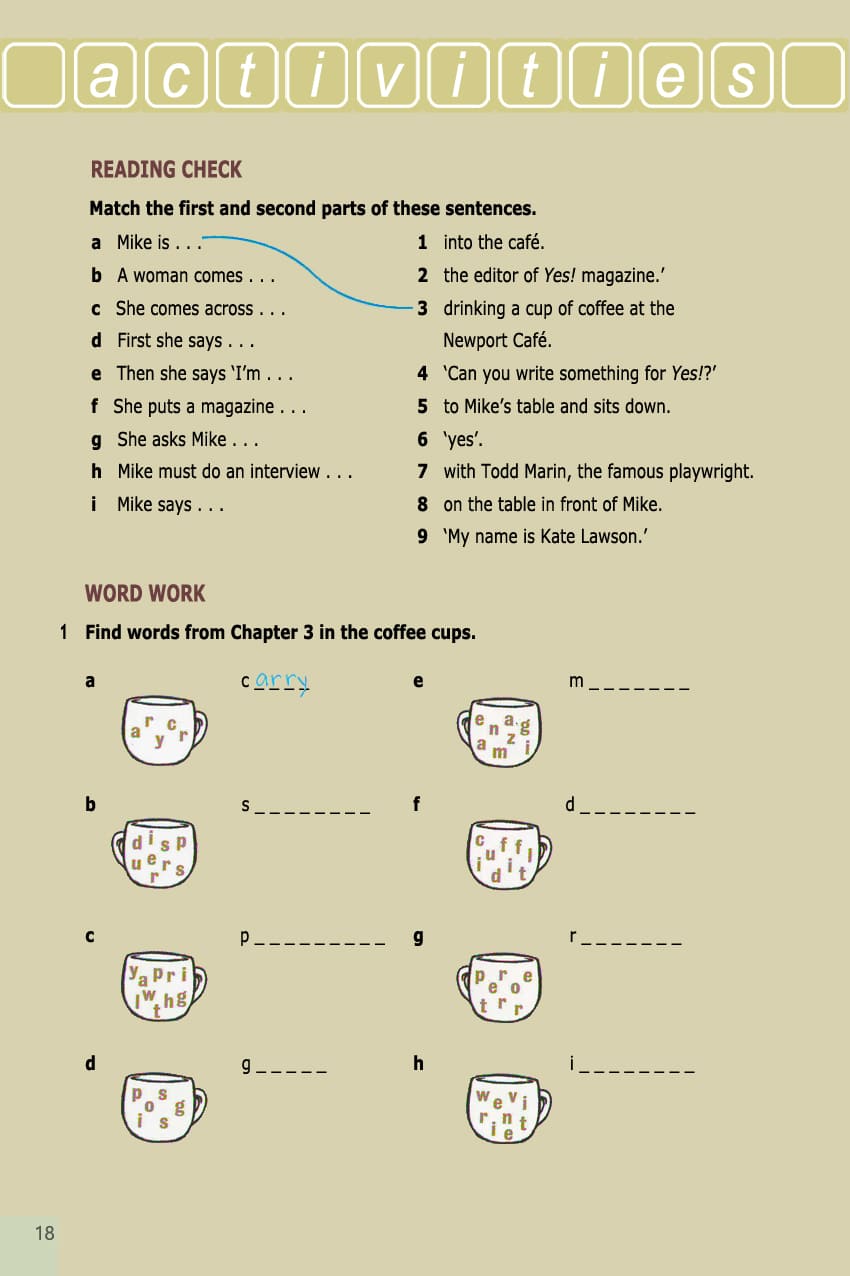 activities
READING CHECK
Match the first and second parts of these sentences.
a Mike is . . .
b A woman comes . . .
c She comes across . . .
d First she says . . .
e Then she says ‘I’m . . .
f She puts a magazine . . .
g She asks Mike . . .
h Mike must do an interview . . .
i Mike says . . .
1 into the café.
2 the editor of Yes! magazine.’
3 drinking a cup of coffee at the
Newport Café.
4 ‘Can you write something for Yes!?’
5 to Mike’s table and sits down.
6 ‘yes’.
7 with Todd Marin, the famous playwright.
8 on the table in front of Mike.
9 ‘My name is Kate Lawson.’
WORD WORK
1 Find words from Chapter 3 in the coffee cups.
a c arry
a r y c r
b s _ _ _ _ _ _ _ _
d i s p
u e r s
r
c p _ _ _ _ _ _ _ _ _
y a p r i
l w t h g
d g _ _ _ _ _
p s
o g
i s
e m _ _ _ _ _ _ _
e n a g
a m z i
f d _ _ _ _ _ _ _ _
c u f f l
i d i t
g r _ _ _ _ _ _ _
p r e
e o
t r r
h i _ _ _ _ _ _ _ _
w e v i
r i n t
e
18